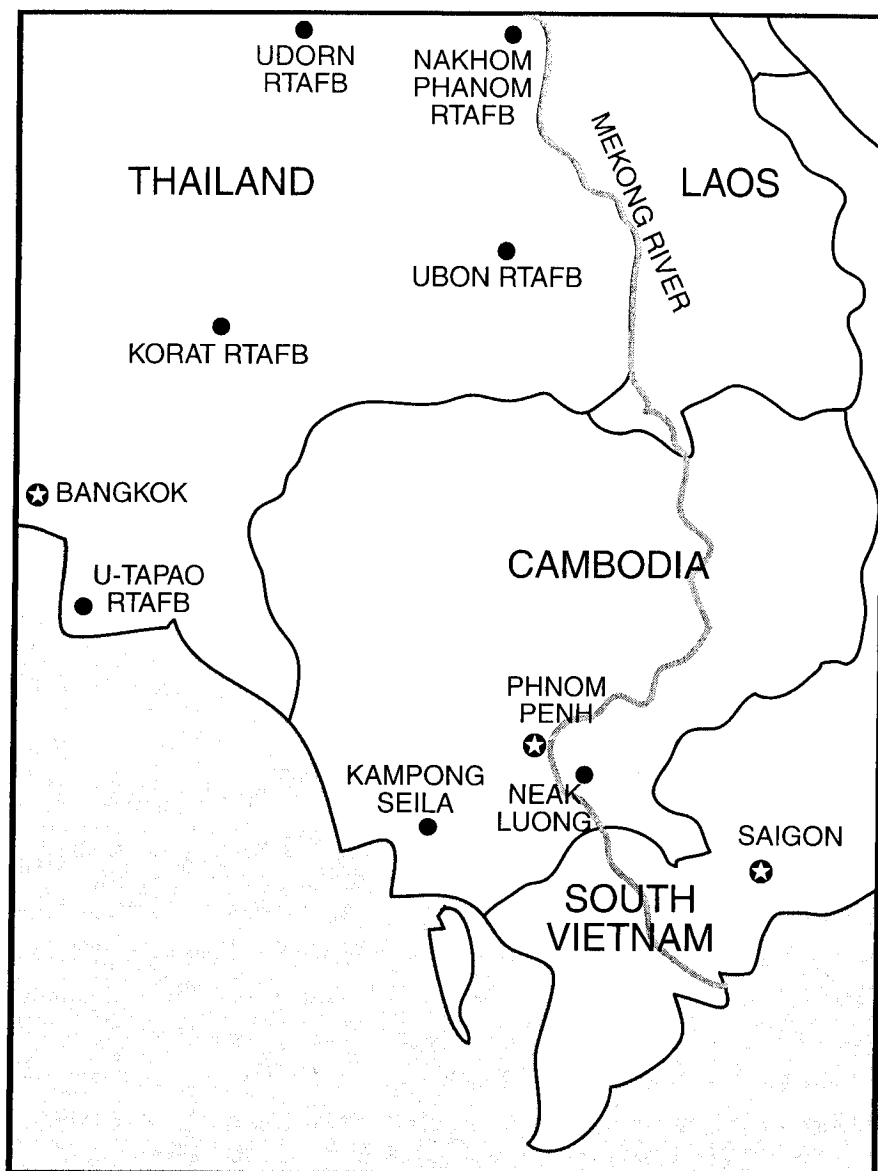 UDORN
RTAFB
NAKHOM
PHANOM
RTAFB
MEKONG RIVER
THAILAND
LAOS
UBON RTAFB
KORAT RTAFB
BANGKOK
U-TAPAO
RTAFB
CAMBODIA
PHNOM
PENH
KAMPONG
SEILA
NEAK
LUONG
SAIGON
SOUTH
VIETNAM